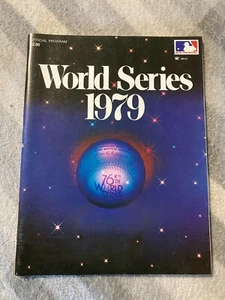 OFFICIAL PROGRAM
2.00
World Series
1979
76TH
WORLD